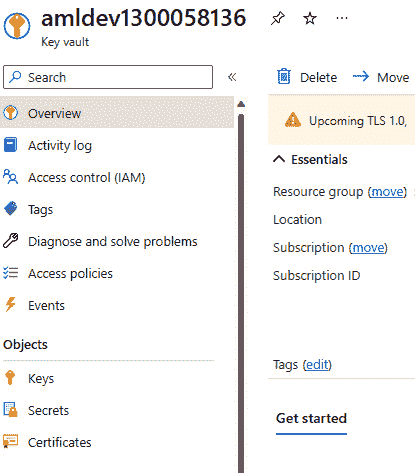 amldev1300058136
Key vault
Search
Overview
Activity log
Access control (IAM)
Tags
Diagnose and solve problems
Access policies
Events
Objects
Keys
Secrets
Certificates
Delete
Move
Upcoming TLS 1.0,
Essentials
Resource group (move)
Location
Subscription (move)
Subscription ID
Tags (edit)
Get started